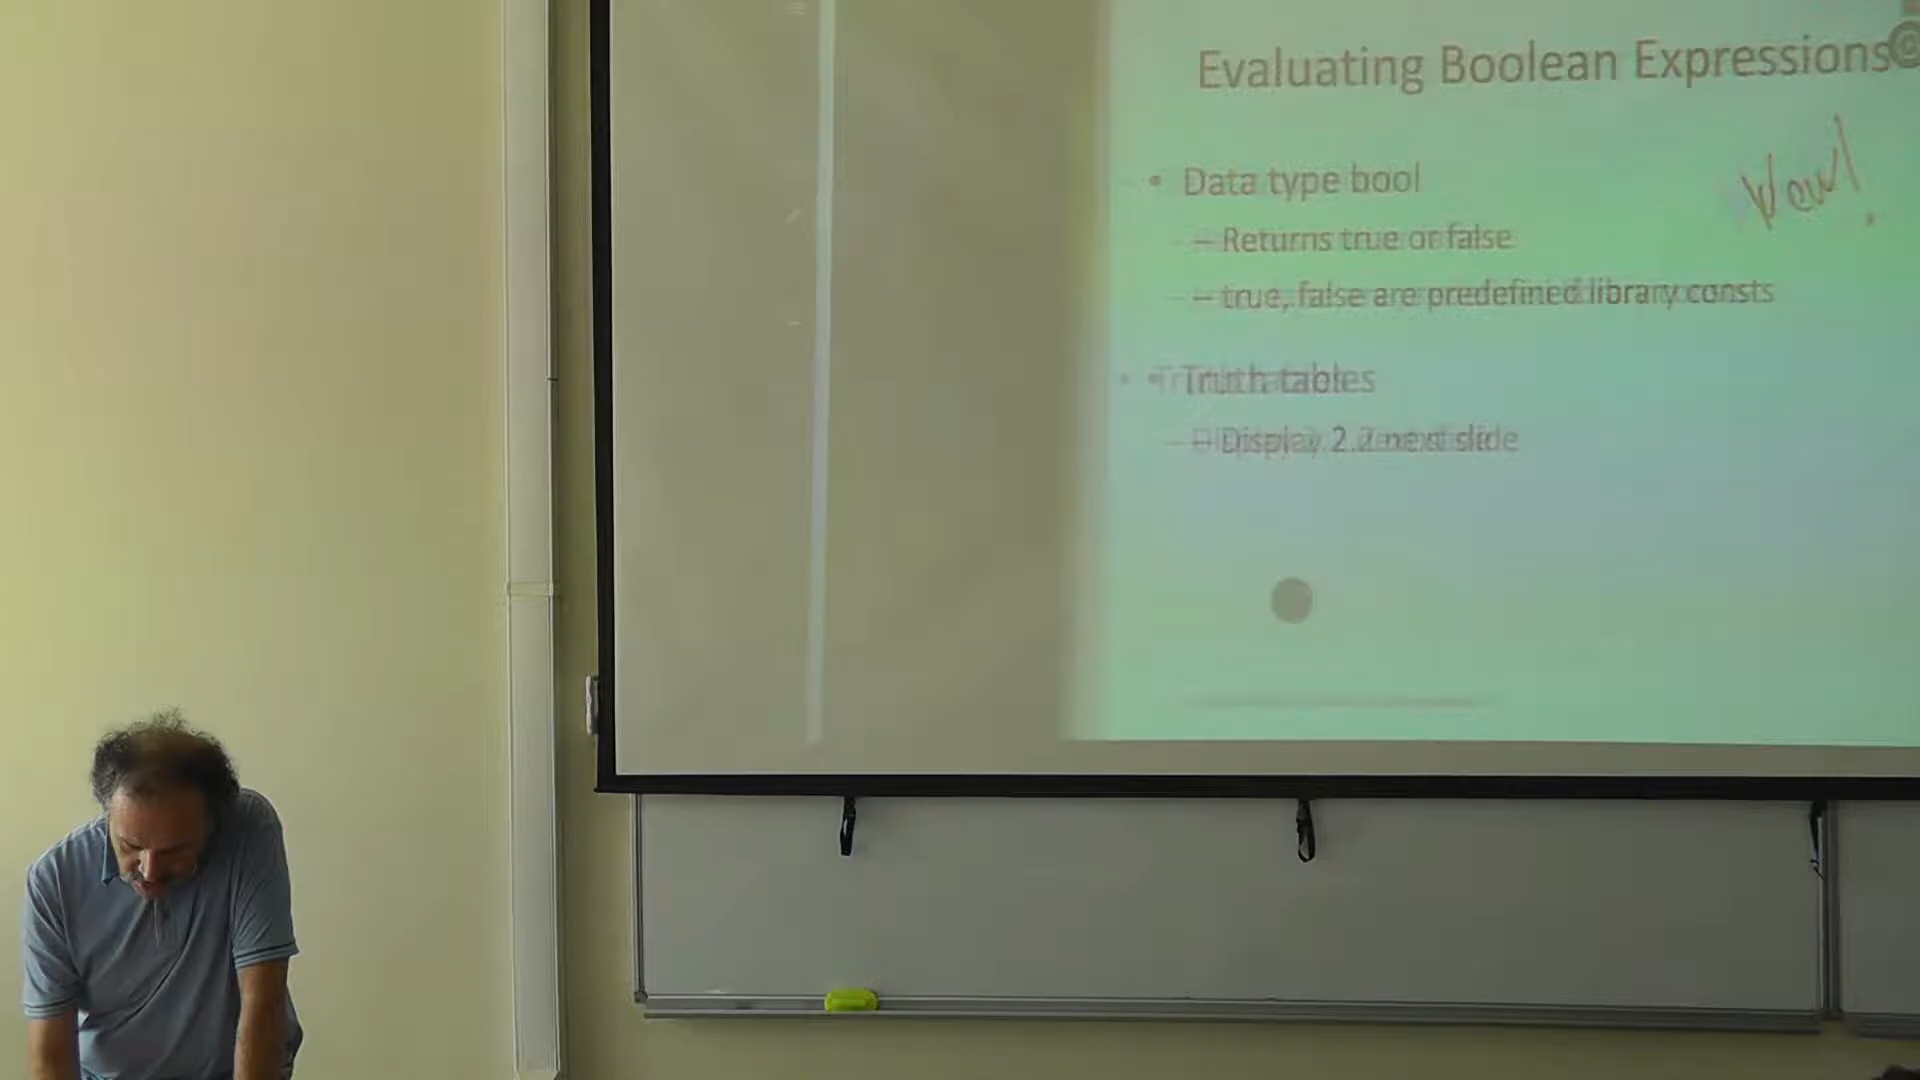 Evaluating Boolean Expressions
Wow!
• Data type bool
– Returns true or false
– true, false are predefined library consts
• Truth tables
– Display 2.2 next slide